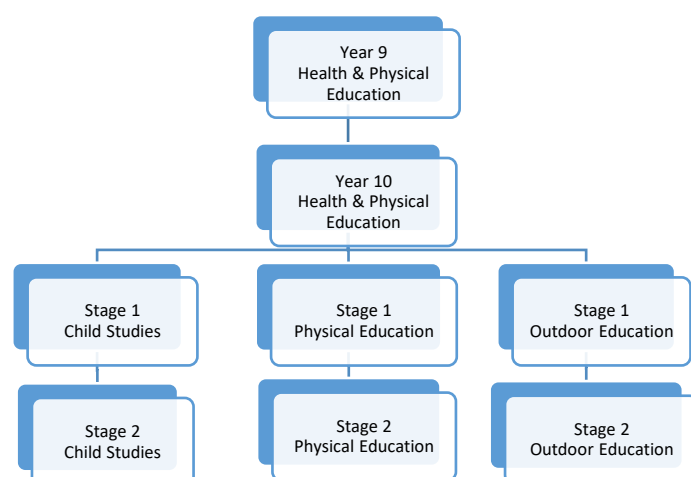 Year 9
Health & Physical
Education
Year 10
Health & Physical
Education
Stage 1
Child Studies
Stage 1
Physical Education
Stage 1
Outdoor Education
Stage 2
Child Studies
Stage 2
Physical Education
Stage 2
Outdoor Education